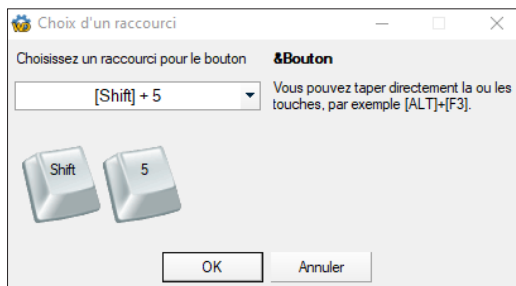 Choix d'un raccourci
Choisissez un raccourci pour le bouton
&Bouton
[Shift] + 5
Vous pouvez taper directement la ou les
touches, par exemple [ALT]+[F3].
Shift
5
OK
Annuler